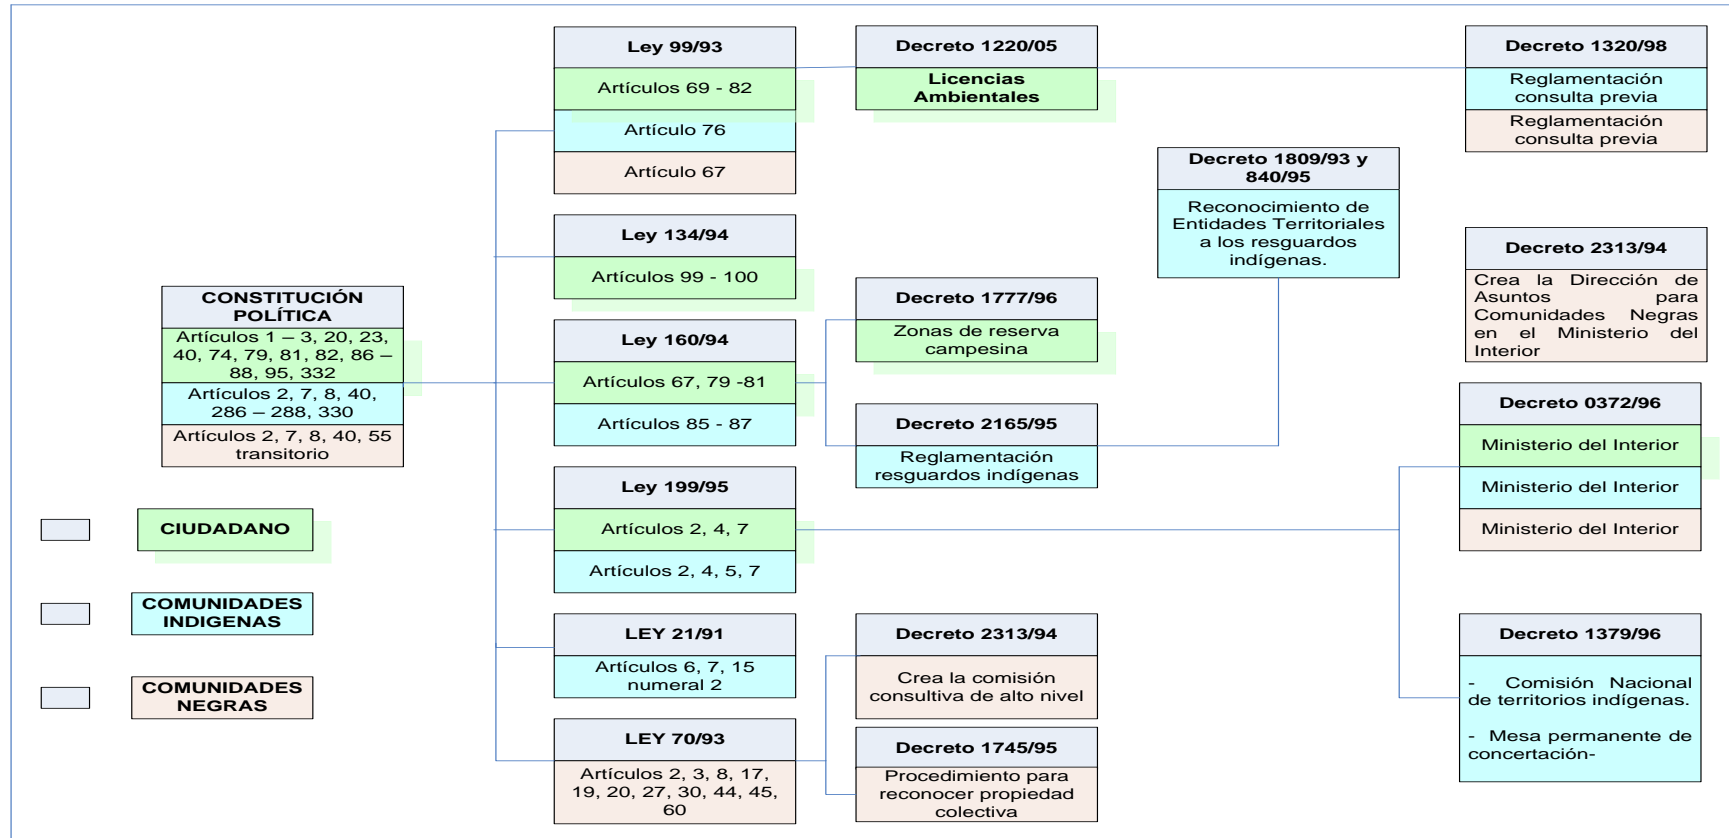 CONSTITUCIÓN
POLÍTICA
Artículos 1 – 3, 20, 23,
40, 74, 79, 81, 82, 86 –
88, 95, 332
Artículos 2, 7, 8, 40,
286 – 288, 330
Artículos 2, 7, 8, 40, 55
transitorio
CIUDADANO
COMUNIDADES
INDIGENAS
COMUNIDADES
NEGRAS
Ley 99/93
Artículos 69 - 82
Artículo 76
Artículo 67
Ley 134/94
Artículos 99 - 100
Ley 160/94
Artículos 67, 79 -81
Artículos 85 - 87
Ley 199/95
Artículos 2, 4, 7
Artículos 2, 4, 5, 7
LEY 21/91
Artículos 6, 7, 15
numeral 2
LEY 70/93
Artículos 2, 3, 8, 17,
19, 20, 27, 30, 44, 45,
60
Decreto 1220/05
Licencias
Ambientales
Decreto 1777/96
Zonas de reserva
campesina
Decreto 2165/95
Reglamentación
resguardos indígenas
Decreto 2313/94
Crea la comisión
consultiva de alto nivel
Decreto 1745/95
Procedimiento para
reconocer propiedad
colectiva
Decreto 1809/93 y
840/95
Reconocimiento de
Entidades Territoriales
a los resguardos
indígenas.
Decreto 1320/98
Reglamentación
consulta previa
Reglamentación
consulta previa
Decreto 2313/94
Crea la Dirección de
Asuntos para
Comunidades Negras
en el Ministerio del
Interior
Decreto 0372/96
Ministerio del Interior
Ministerio del Interior
Ministerio del Interior
Decreto 1379/96
- Comisión Nacional
de territorios indígenas.
- Mesa permanente de
concertación-